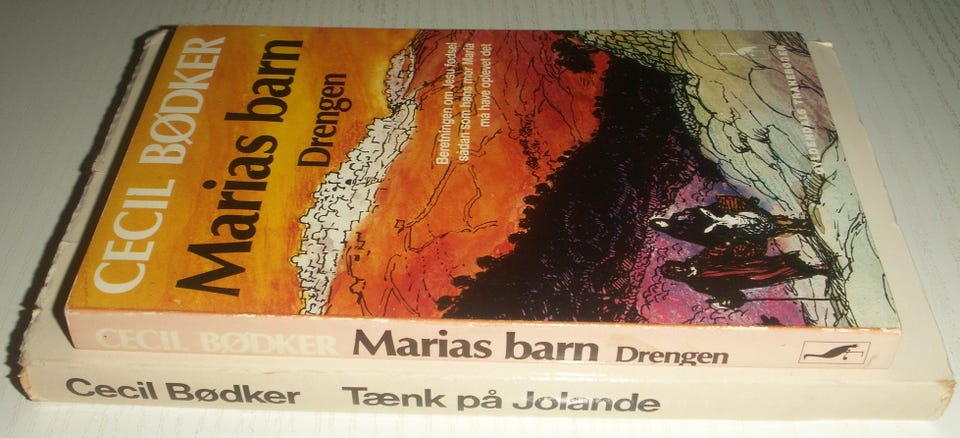 CECIL BØDKER
Marias barn
Drengen
Beretningen om Jesu fødsel
sådan som hans mor Maria
må have oplevet det
GYLDENDALS TRANEBØGER
CECIL BØDKER Marias barn Drengen
Cecil Bødker Tænk på Jolande